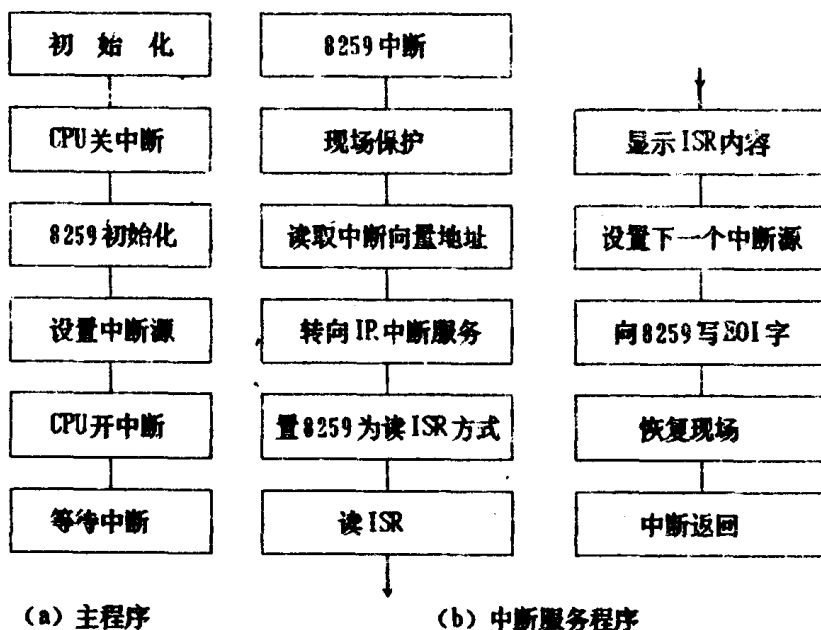 初 始 化
CPU关中断
8259初始化
设置中断源
CPU开中断
等待中断
8259中断
现场保护
读取中断向量地址
转向IR中断服务
置8259为读ISR方式
读ISR
显示ISR内容
设置下一个中断源
向8259写EOI字
恢复现场
中断返回
(a) 主程序
(b) 中断服务程序